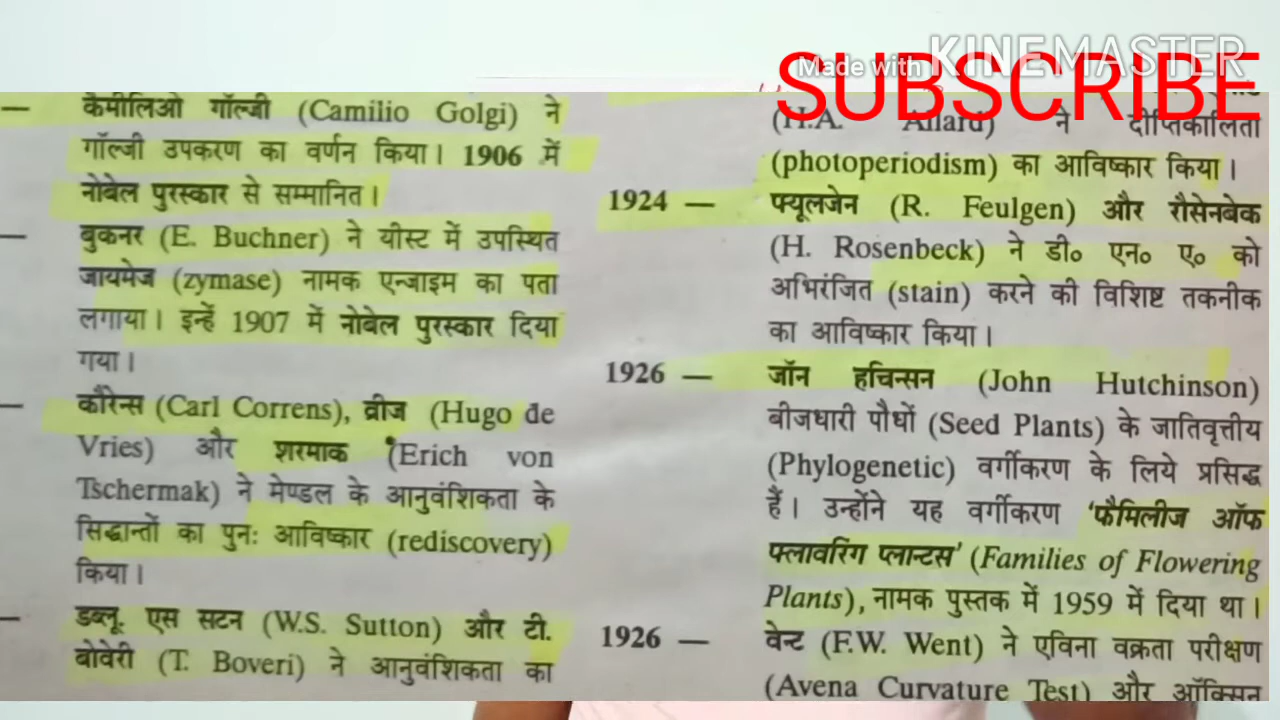 SUBSCRIBE
Made with KINEMASTER
— कैमीलिओ गॉल्जी (Camilio Golgi) ने
गॉल्जी उपकरण का वर्णन किया। 1906 में
नोबेल पुरस्कार से सम्मानित।
— बुकनर (E. Buchner) ने यीस्ट में उपस्थित
जायमेज (zymase) नामक एन्जाइम का पता
लगाया। इन्हें 1907 में नोबेल पुरस्कार दिया
गया।
— कौरेन्स (Carl Correns), व्रीज (Hugo de
Vries) और शरमाक (Erich von
Tschermak) ने मेण्डल के आनुवंशिकता के
सिद्धान्तों का पुनः आविष्कार (rediscovery)
किया।
— डब्लू. एस सटन (W.S. Sutton) और टी.
बोवेरी (T. Boveri) ने आनुवंशिकता का
(H.A. Allard) ने दीप्तिकालिता
(photoperiodism) का आविष्कार किया।
1924 — फ्यूलजेन (R. Feulgen) और रौसेनबेक
(H. Rosenbeck) ने डी० एन० ए० को
अभिरंजित (stain) करने की विशिष्ट तकनीक
का आविष्कार किया।
1926 — जॉन हचिन्सन (John Hutchinson)
बीजधारी पौधों (Seed Plants) के जातिवृत्तीय
(Phylogenetic) वर्गीकरण के लिये प्रसिद्ध
हैं। उन्होंने यह वर्गीकरण ‘फैमिलीज ऑफ
फ्लावरिंग प्लान्टस’ (Families of Flowering
Plants), नामक पुस्तक में 1959 में दिया था।
1926 — वेन्ट (F.W. Went) ने एविना वक्रता परीक्षण
(Avena Curvature Test) और ऑक्सिन